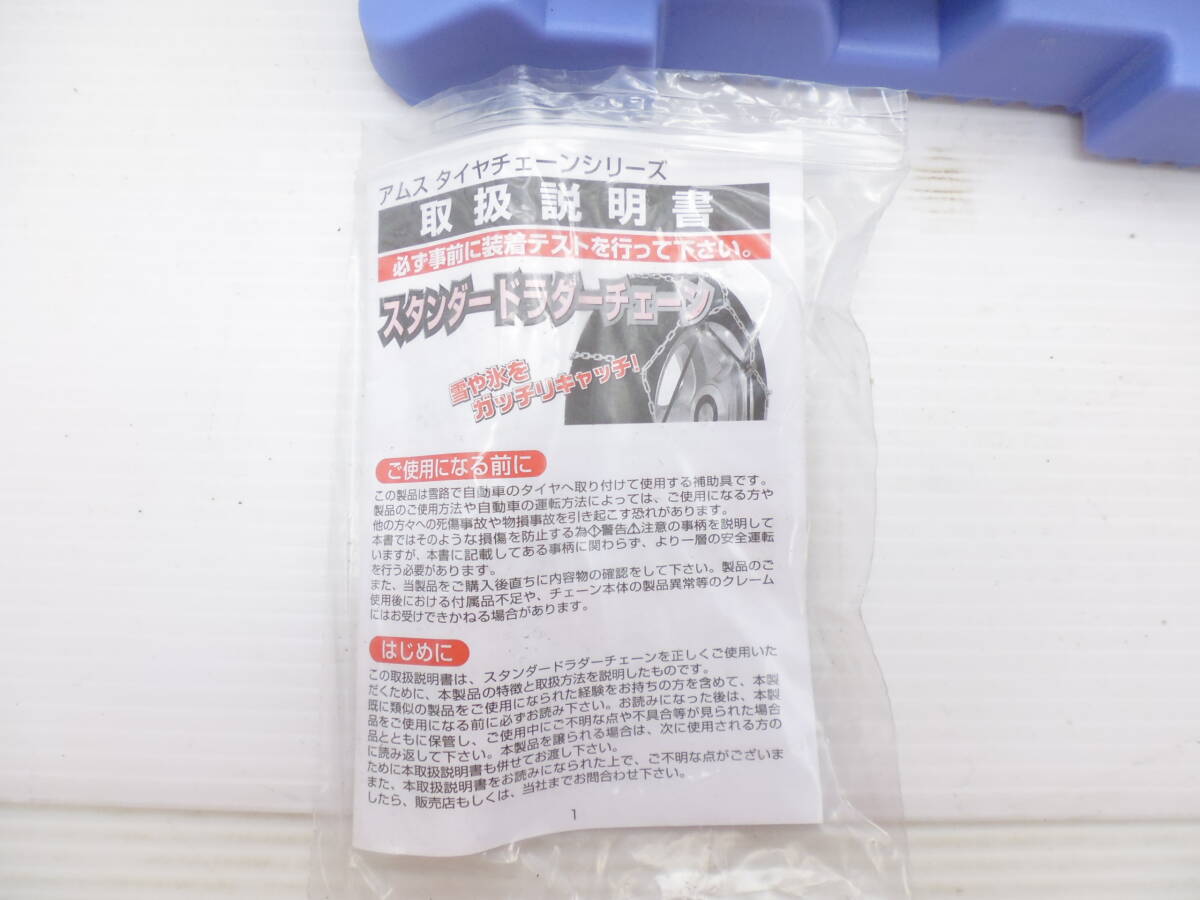 アムス タイヤチェーンシリーズ
取扱説明書
必ず事前に装着テストを行って下さい。
スタンダードラダーチェーン
雪や氷を
ガッチリキャッチ!
ご使用になる前に
この製品は雪路で自動車のタイヤへ取り付けて使用する補助具です。
製品のご使用方法や自動車の運転方法によっては、ご使用になる方や
他の方々への死傷事故や物損事故を引き起こす恐れがあります。
本書ではそのような損傷を防止する為警告⚠注意の事柄を説明して
いますが、本書に記載してある事柄に関わらず、より一層の安全運転
を行う必要があります。
また、当製品をご購入後直ちに内容物の確認をして下さい。製品のご
使用後における付属品不足や、チェーン本体の製品異常等のクレーム
にはお受けできかねる場合があります。
はじめに
この取扱説明書は、スタンダードラダーチェーンを正しくご使用いた
だくために、本製品の特徴と取扱方法を説明したものです。
既に類似の製品をご使用になられた経験をお持ちの方を含めて、本製
品をご使用になる前に必ずお読み下さい。お読みになった後は、本製
品とともに保管し、ご使用中にご不明な点や不具合等が見られた場合
に読み返して下さい。本製品を譲られる場合は、次に使用される方の
ために本取扱説明書も併せてお渡し下さい。
また、本取扱説明書をお読みになられた上で、ご不明な点がございま
したら、販売店もしくは、当社までお問合わせ下さい。
1